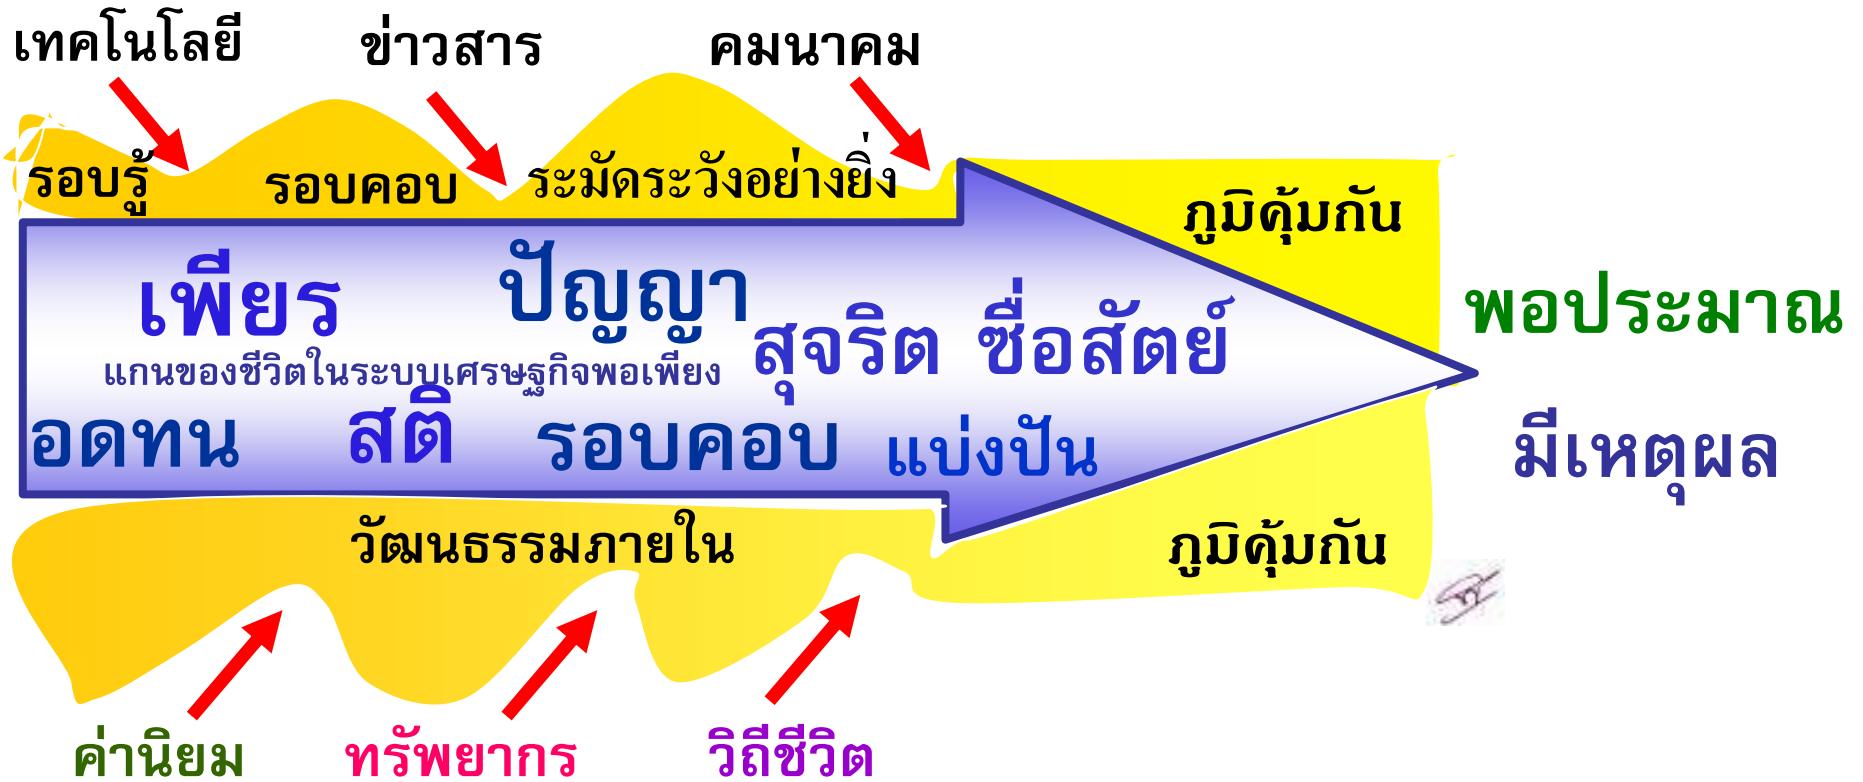 เทคโนโลยี ข่าวสาร คมนาคม
รอบรู้ รอบคอบ ระมัดระวังอย่างยิ่ง
ภูมิคุ้มกัน
เพียร ปัญญา
สุจริต ซื่อสัตย์
พอประมาณ
แกนของชีวิตในระบบเศรษฐกิจพอเพียง
อดทน สติ รอบคอบ แบ่งปัน
มีเหตุผล
วัฒนธรรมภายใน
ภูมิคุ้มกัน
ค่านิยม ทรัพยากร วิถีชีวิต